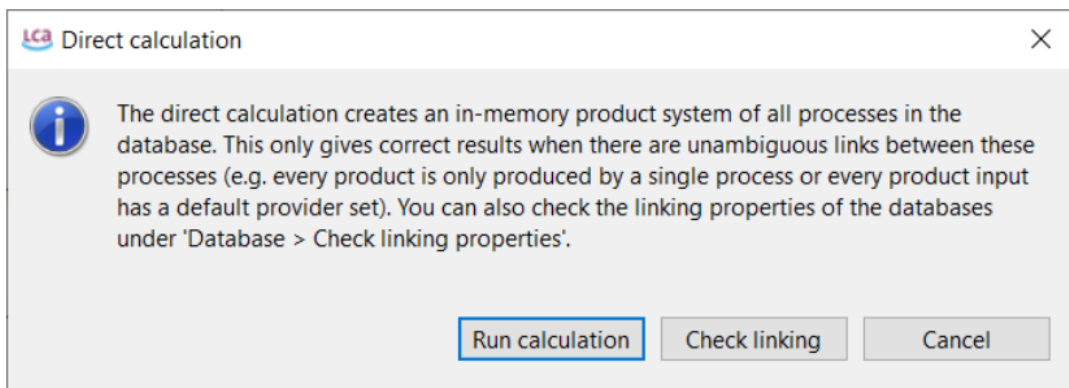 LCA Direct calculation
The direct calculation creates an in-memory product system of all processes in the
database. This only gives correct results when there are unambiguous links between these
processes (e.g. every product is only produced by a single process or every product input
has a default provider set). You can also check the linking properties of the databases
under 'Database > Check linking properties'.
Run calculation Check linking Cancel